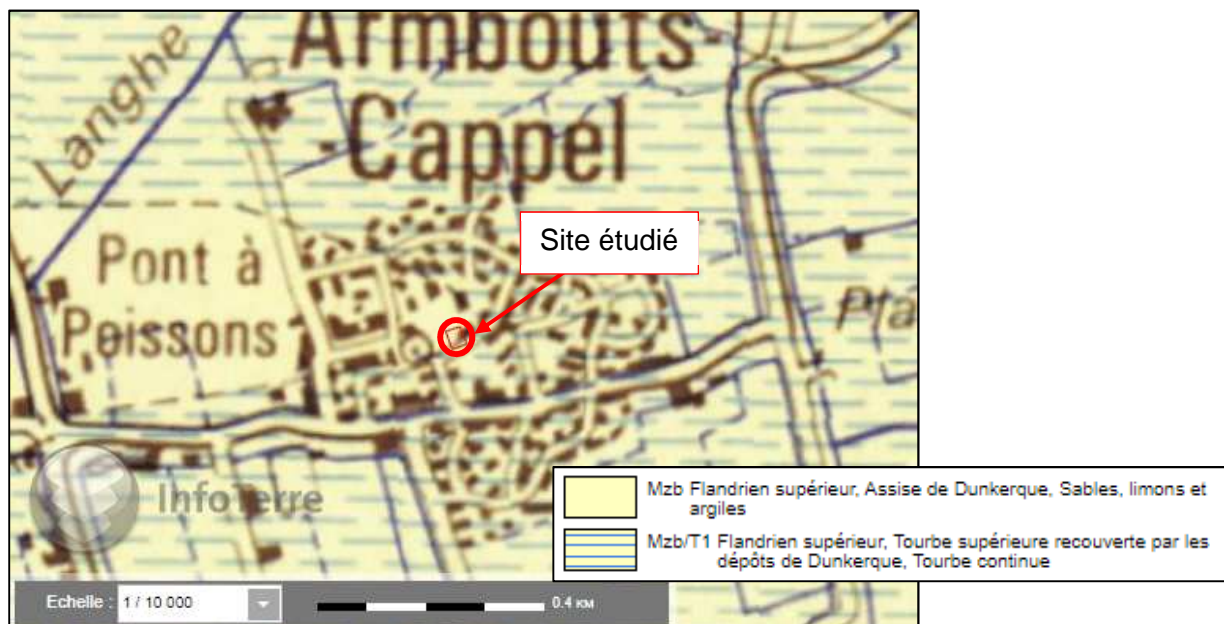 Armbouts-
-Cappel
Langhe
Site étudié
Pont à
Poissons
Pla
InfoTerre
Mzb Flandrien supérieur, Assise de Dunkerque, Sables, limons et
argiles
Mzb/T1 Flandrien supérieur, Tourbe supérieure recouverte par les
dépôts de Dunkerque, Tourbe continue
Echelle : 1 / 10 000 0.4 KM